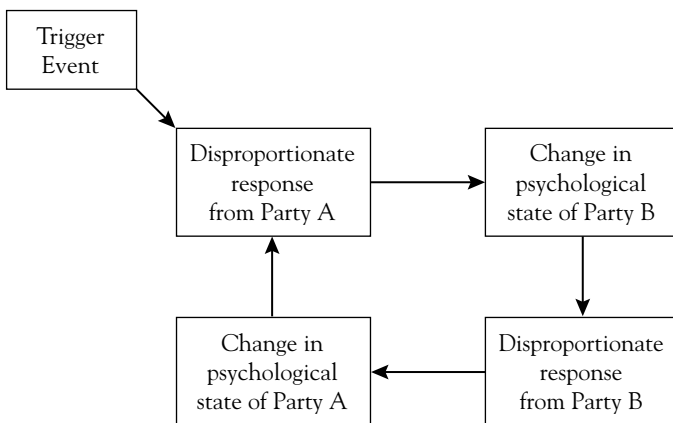 Trigger
Event
Disproportionate
response
from Party A
Change in
psychological
state of Party B
Change in
psychological
state of Party A
Disproportionate
response
from Party B